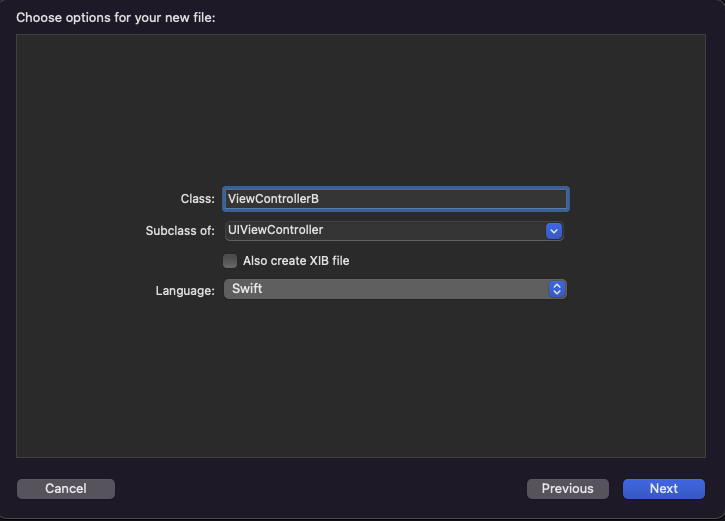 Choose options for your new file:
Class: ViewControllerB
Subclass of: UIViewController
Also create XIB file
Language: Swift
Cancel Previous Next